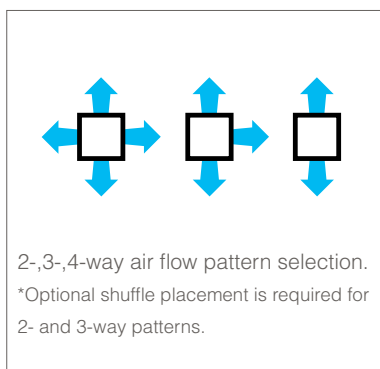 2-,3-,4-way air flow pattern selection.
*Optional shuffle placement is required for
2- and 3-way patterns.